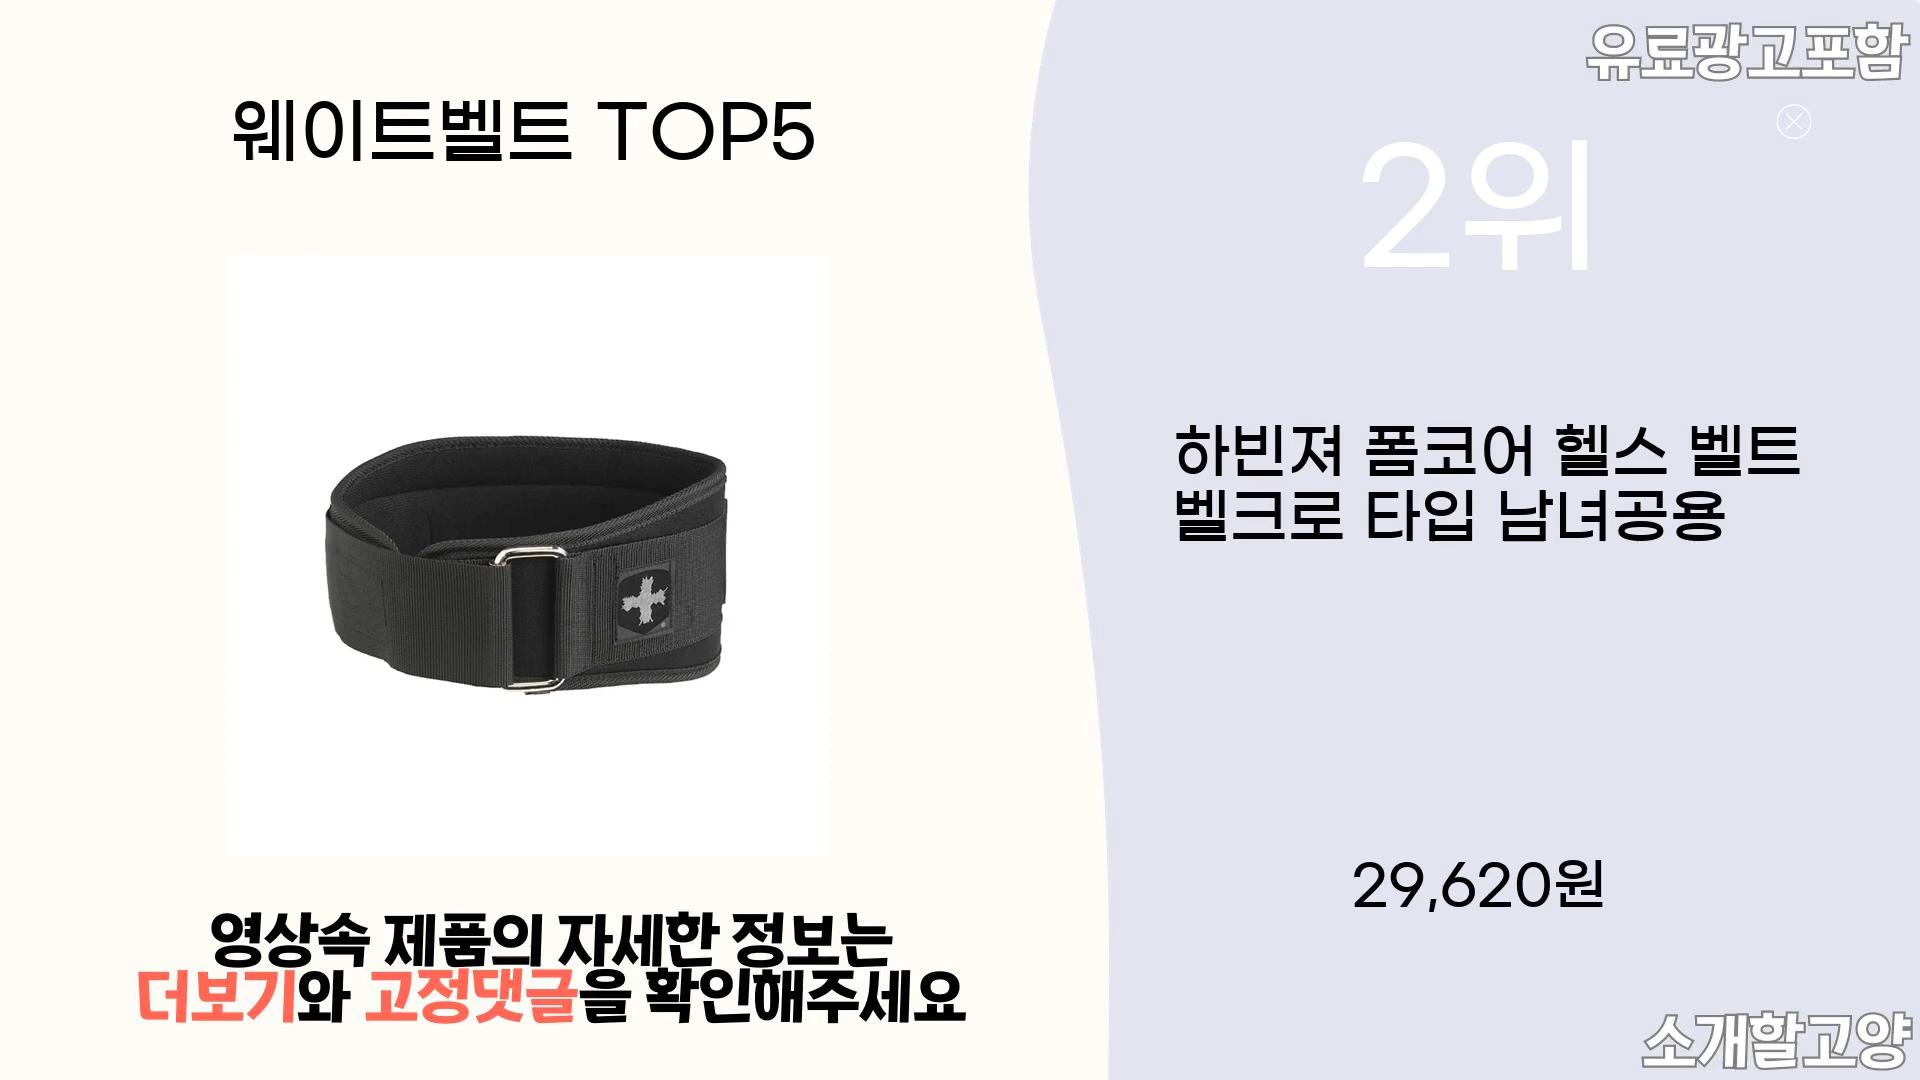 유료광고포함
웨이트벨트 TOP5
2위
하빈져 폼코어 헬스 벨트
벨크로 타입 남녀공용
29,620원
영상속 제품의 자세한 정보는
더보기와 고정댓글을 확인해주세요
소개할고양